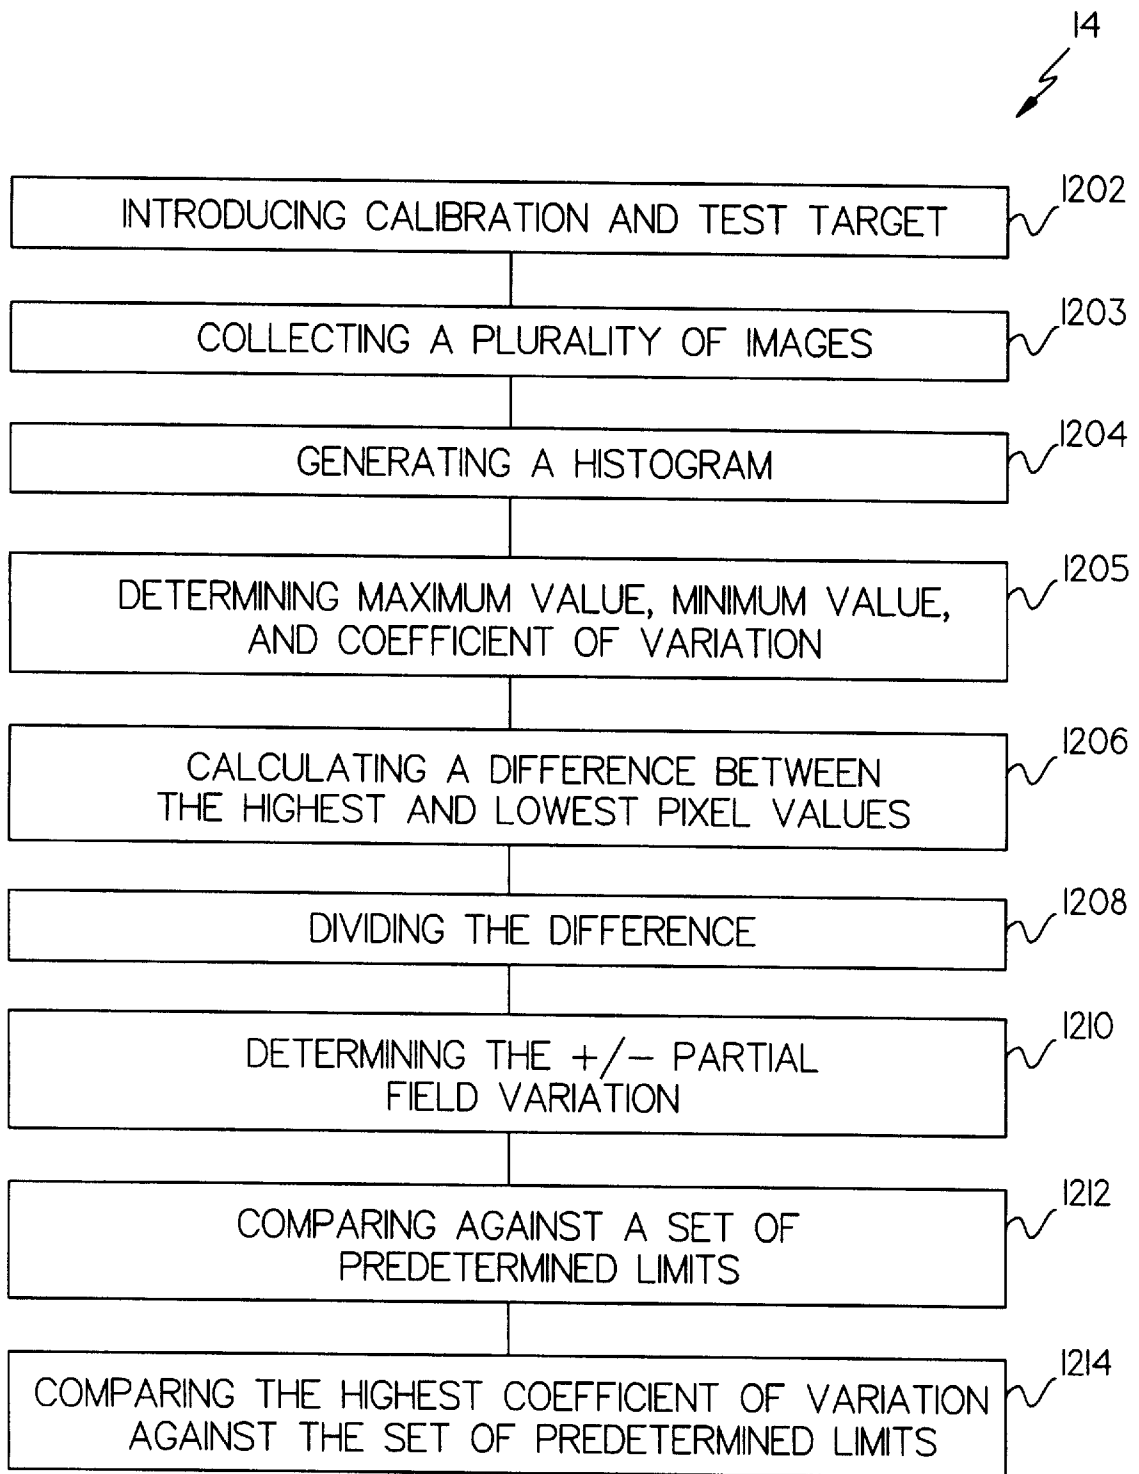 14
INTRODUCING CALIBRATION AND TEST TARGET
1202
COLLECTING A PLURALITY OF IMAGES
1203
GENERATING A HISTOGRAM
1204
DETERMINING MAXIMUM VALUE, MINIMUM VALUE,
AND COEFFICIENT OF VARIATION
1205
CALCULATING A DIFFERENCE BETWEEN
THE HIGHEST AND LOWEST PIXEL VALUES
1206
DIVIDING THE DIFFERENCE
1208
DETERMINING THE +/- PARTIAL
FIELD VARIATION
1210
COMPARING AGAINST A SET OF
PREDETERMINED LIMITS
1212
COMPARING THE HIGHEST COEFFICIENT OF VARIATION
AGAINST THE SET OF PREDETERMINED LIMITS
1214